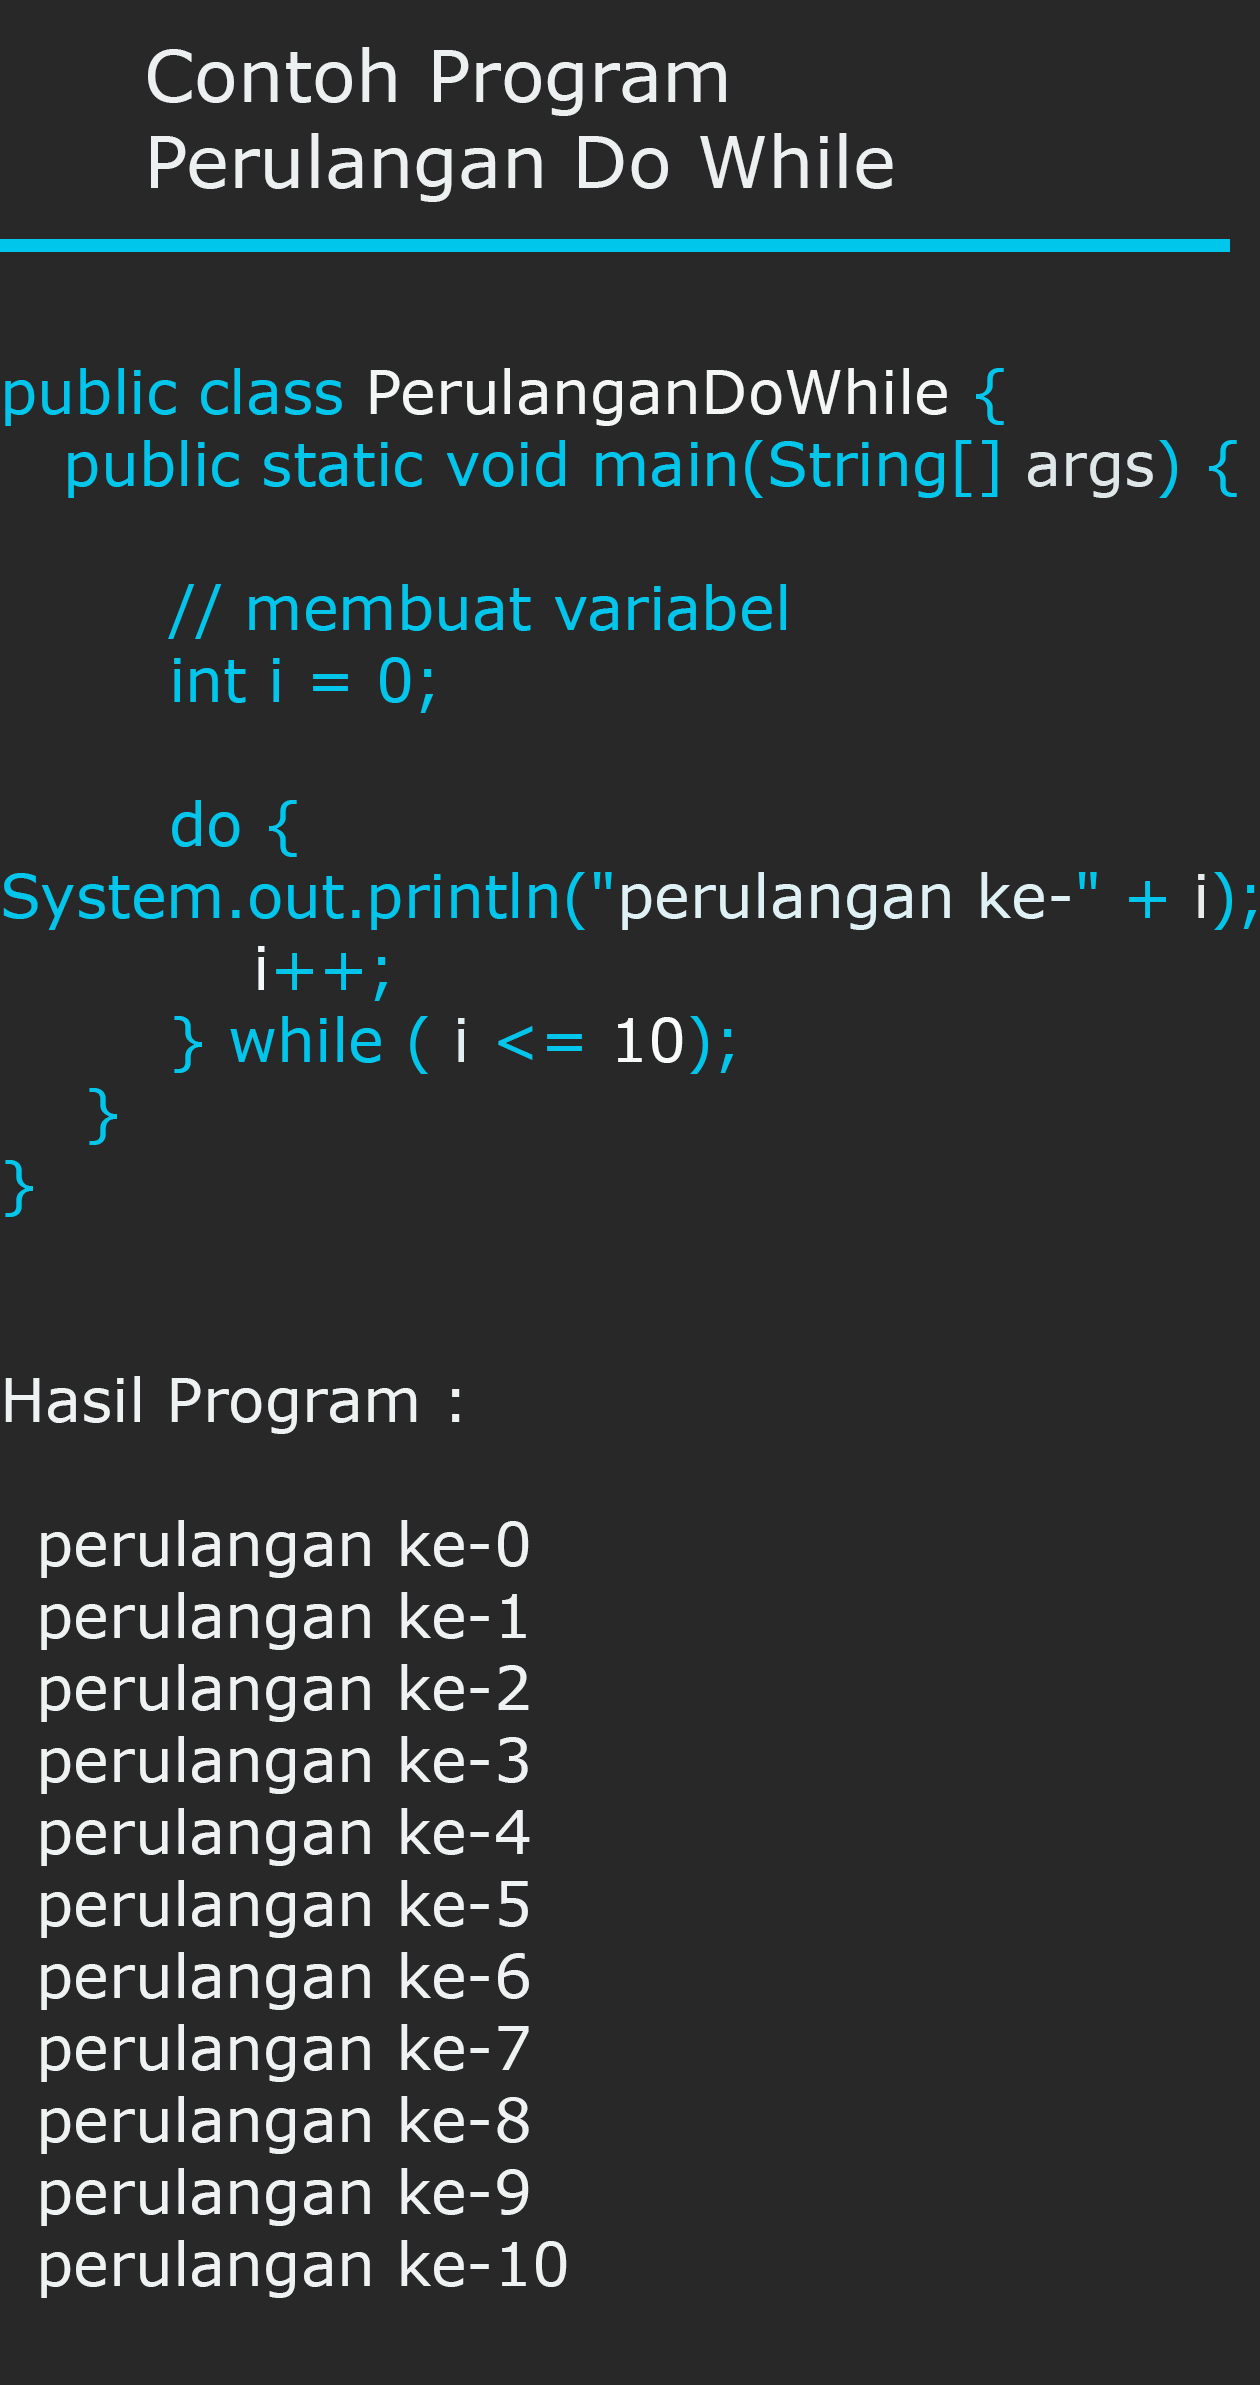 Contoh Program
Perulangan Do While
public class PerulanganDoWhile {
public static void main(String[] args) {
// membuat variabel
int i = 0;
do {
System.out.println("perulangan ke-" + i);
i++;
} while ( i <= 10);
}
}
Hasil Program :
perulangan ke-0
perulangan ke-1
perulangan ke-2
perulangan ke-3
perulangan ke-4
perulangan ke-5
perulangan ke-6
perulangan ke-7
perulangan ke-8
perulangan ke-9
perulangan ke-10